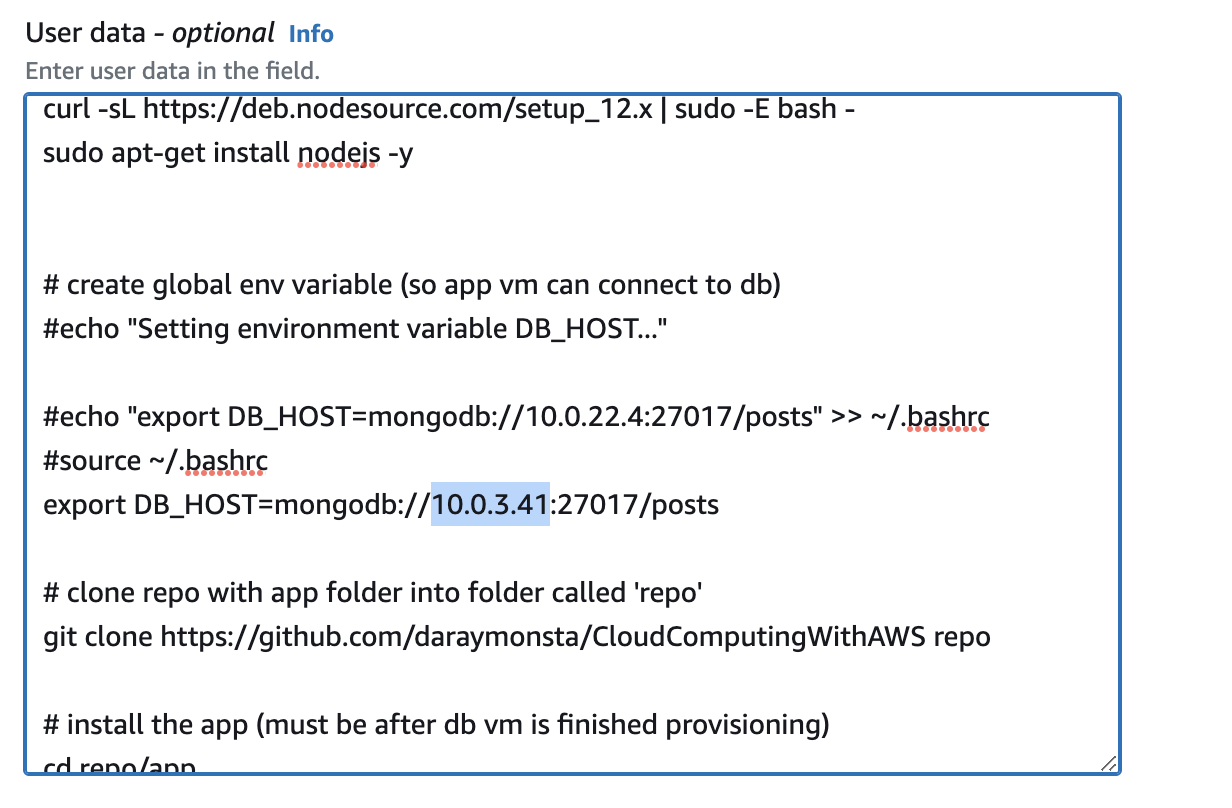 User data - optional Info
Enter user data in the field.
curl -sL https://deb.nodesource.com/setup_12.x | sudo -E bash -
sudo apt-get install nodejs -y
# create global env variable (so app vm can connect to db)
#echo "Setting environment variable DB_HOST..."
#echo "export DB_HOST=mongodb://10.0.22.4:27017/posts" >> ~/.bashrc
#source ~/.bashrc
export DB_HOST=mongodb://10.0.3.41:27017/posts
# clone repo with app folder into folder called 'repo'
git clone https://github.com/daraymonsta/CloudComputingWithAWS repo
# install the app (must be after db vm is finished provisioning)
cd repo/app